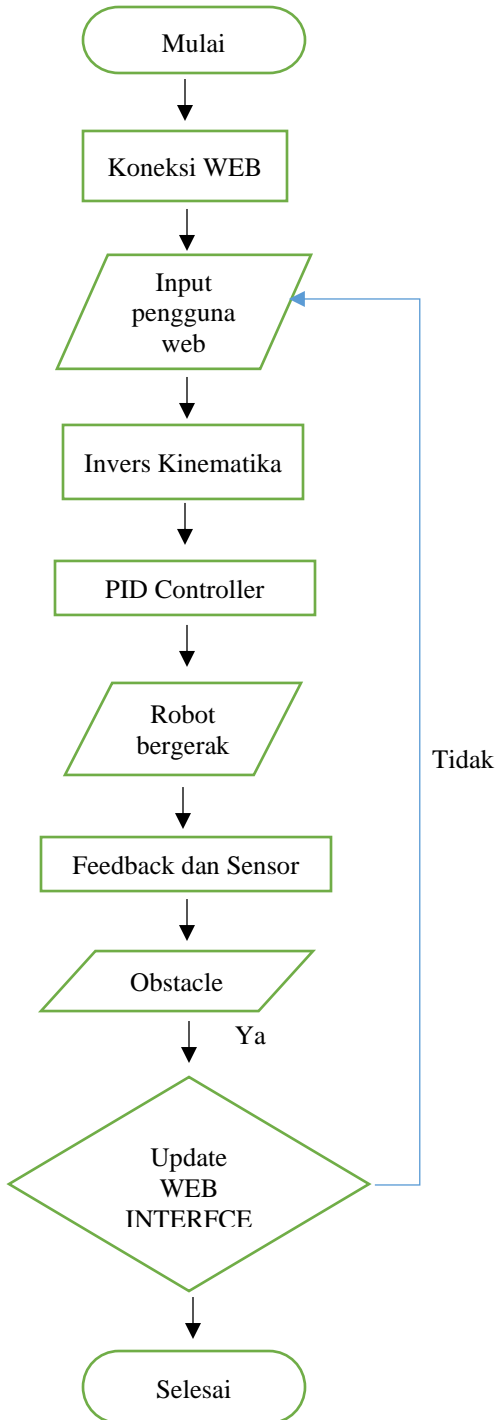 Mulai
Koneksi WEB
Input
pengguna
web
Invers Kinematika
PID Controller
Robot
bergerak
Tidak
Feedback dan Sensor
Obstacle
Ya
Update
WEB
INTERFCE
Selesai